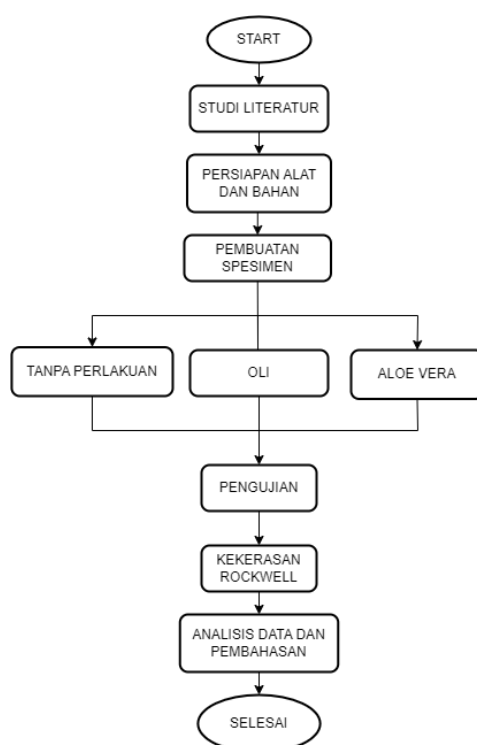 START
STUDI LITERATUR
PERSIAPAN ALAT
DAN BAHAN
PEMBUATAN
SPESIMEN
TANPA PERLAKUAN
OLI
ALOE VERA
PENGUJIAN
KEKERASAN
ROCKWELL
ANALISIS DATA DAN
PEMBAHASAN
SELESAI